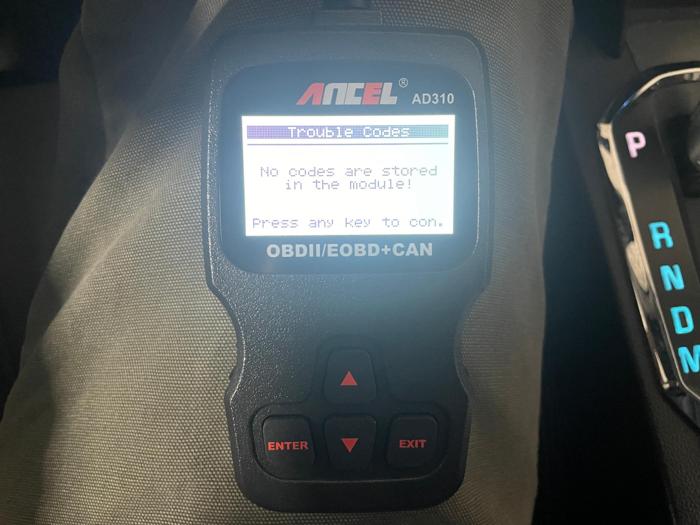 ANCEL® AD310
Trouble Codes
No codes are stored
in the module!
Press any key to con.
OBDII/EOBD+CAN
ENTER
EXIT
P
R
N
D
M